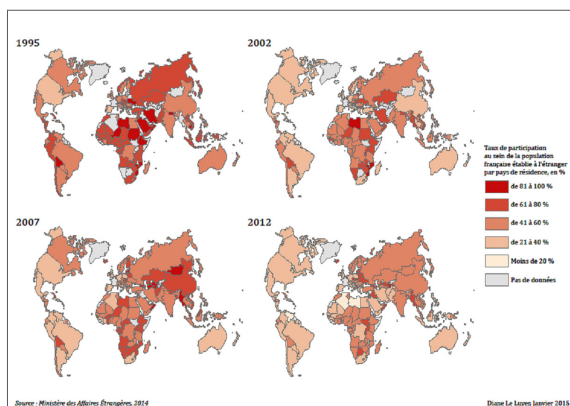 1995
2002
Taux de participation
au sein de la population
française établie à l'étranger
par pays de résidence, en %
de 81 à 100 %
de 61 à 80 %
de 41 à 60 %
de 21 à 40 %
Moins de 20 %
Pas de données
2007
2012
Source : Ministère des Affaires Étrangères, 2014
Diane Le Luyer Janvier 2015